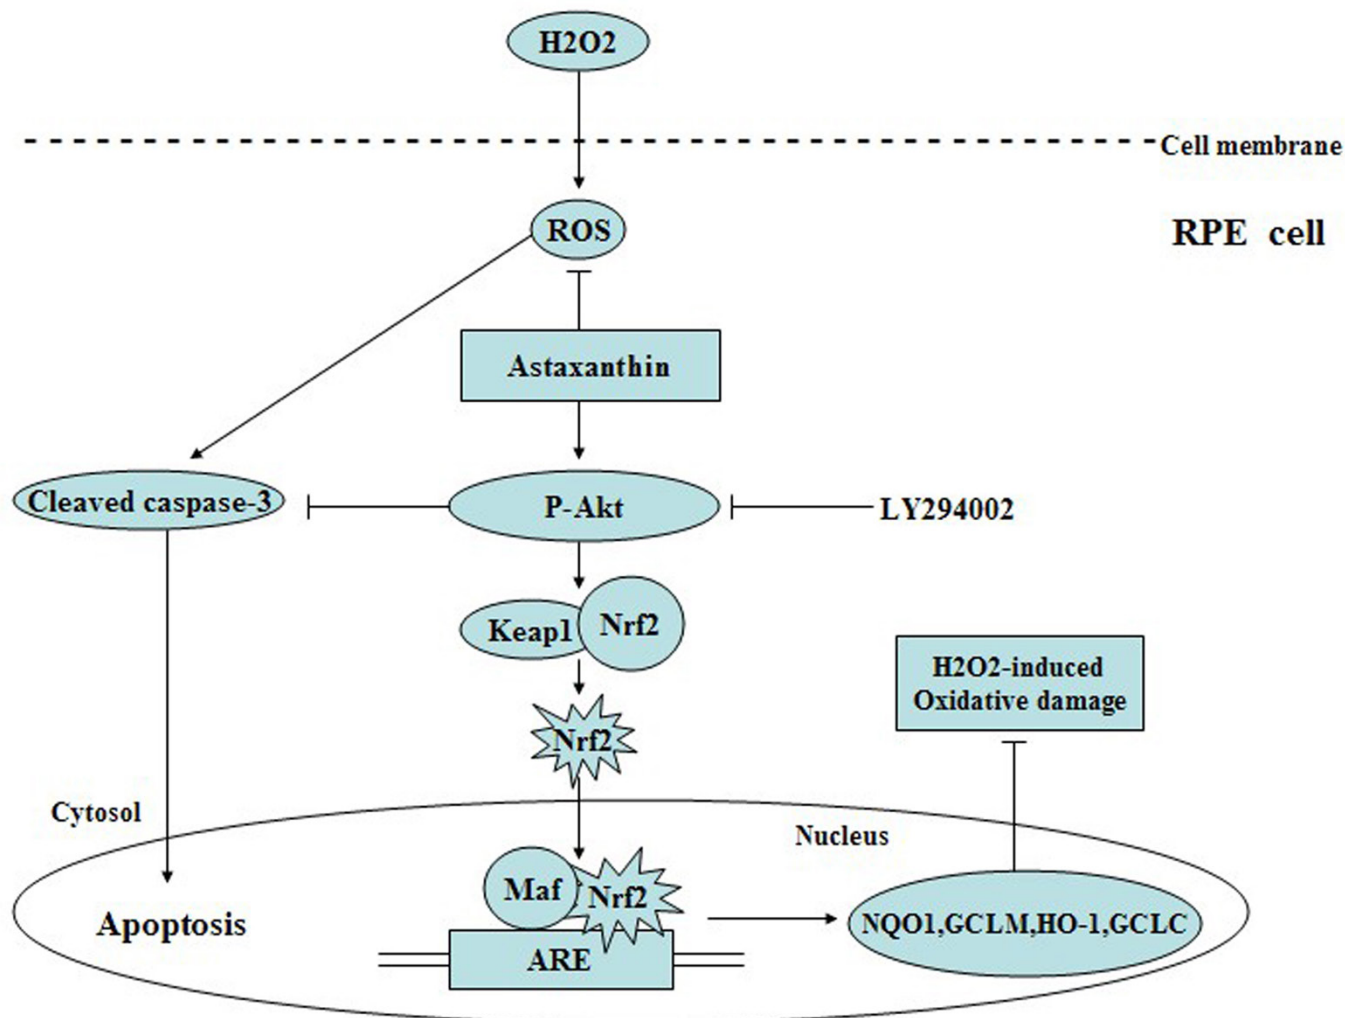 H2O2
Cell membrane
ROS
RPE cell
Astaxanthin
Cleaved caspase-3
P-Akt
LY294002
Keap1
Nrf2
H2O2-induced
Oxidative damage
Nrf2
Cytosol
Nucleus
Maf
Nrf2
Apoptosis
NQO1,GCLM,HO-1,GCLC
ARE